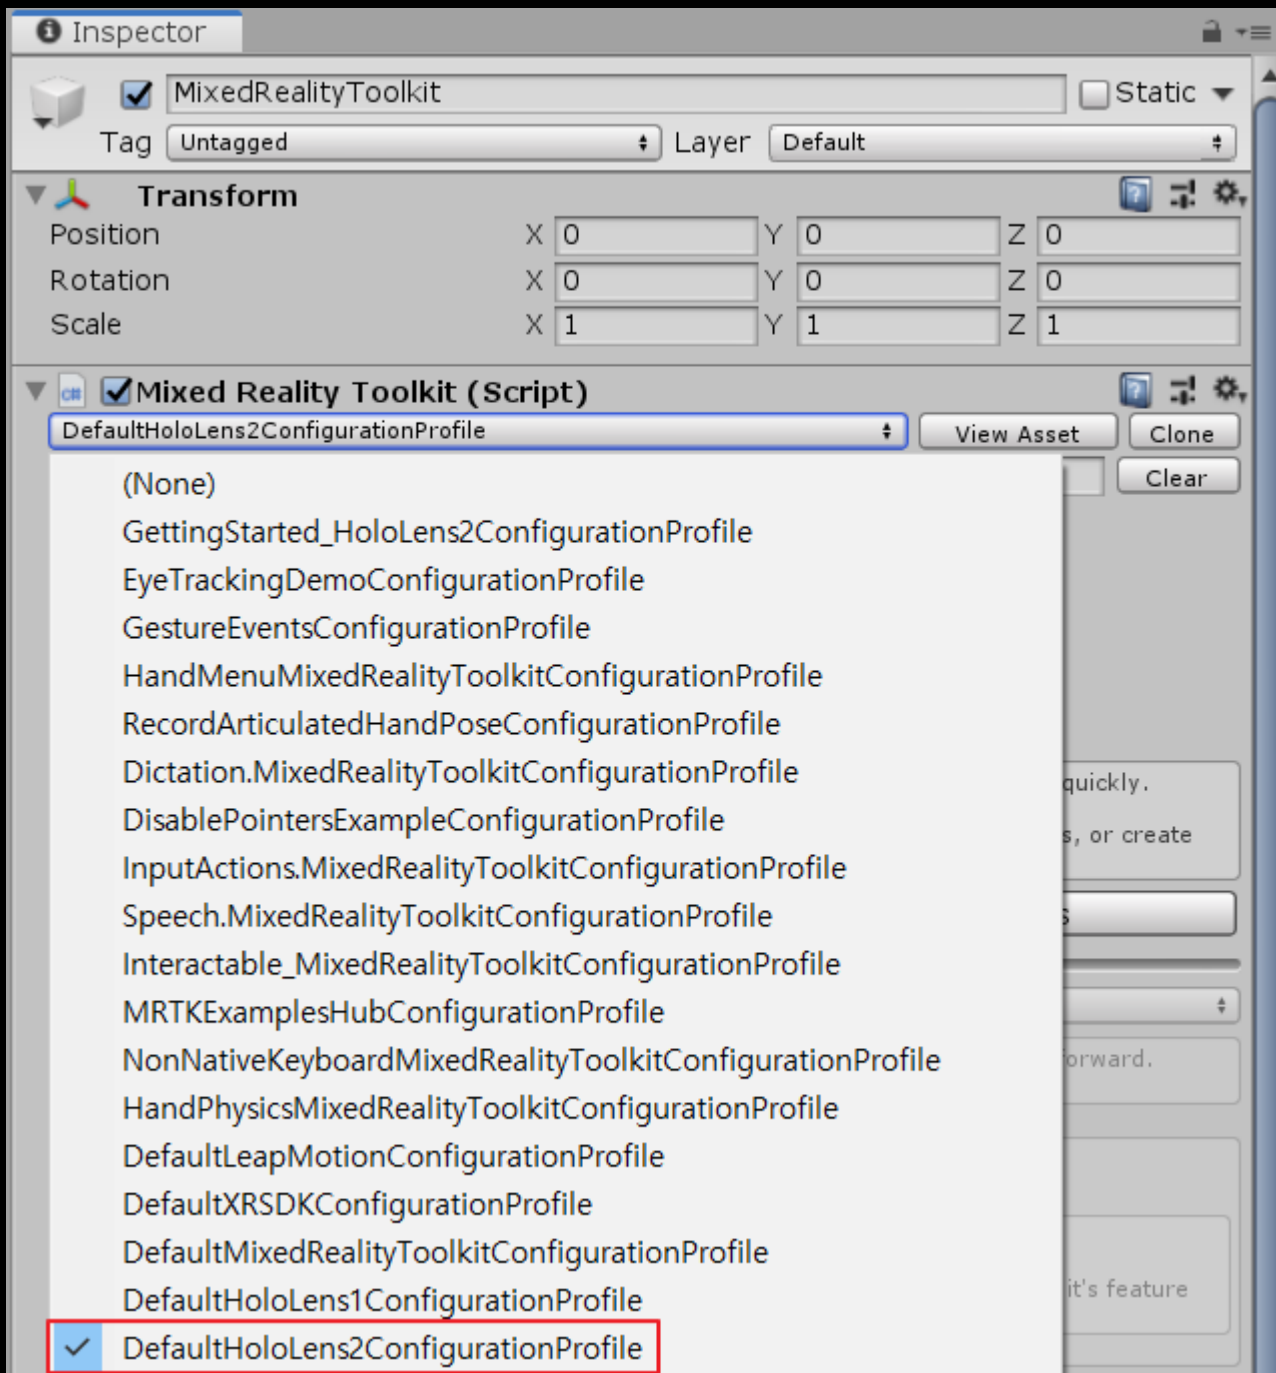 Inspector
MixedRealityToolkit Static
Tag Untagged Layer Default
Transform
Position X 0 Y 0 Z 0
Rotation X 0 Y 0 Z 0
Scale X 1 Y 1 Z 1
Mixed Reality Toolkit (Script)
DefaultHoloLens2ConfigurationProfile View Asset Clone
(None) Clear
GettingStarted_HoloLens2ConfigurationProfile
EyeTrackingDemoConfigurationProfile
GestureEventsConfigurationProfile
HandMenuMixedRealityToolkitConfigurationProfile
RecordArticulatedHandPoseConfigurationProfile
Dictation.MixedRealityToolkitConfigurationProfile quickly.
DisablePointersExampleConfigurationProfile s, or create
InputActions.MixedRealityToolkitConfigurationProfile
Speech.MixedRealityToolkitConfigurationProfile s
Interactable_MixedRealityToolkitConfigurationProfile
MRTKExamplesHubConfigurationProfile
NonNativeKeyboardMixedRealityToolkitConfigurationProfile orward.
HandPhysicsMixedRealityToolkitConfigurationProfile
DefaultLeapMotionConfigurationProfile
DefaultXRSDKConfigurationProfile
DefaultMixedRealityToolkitConfigurationProfile
DefaultHoloLens1ConfigurationProfile it's feature
DefaultHoloLens2ConfigurationProfile